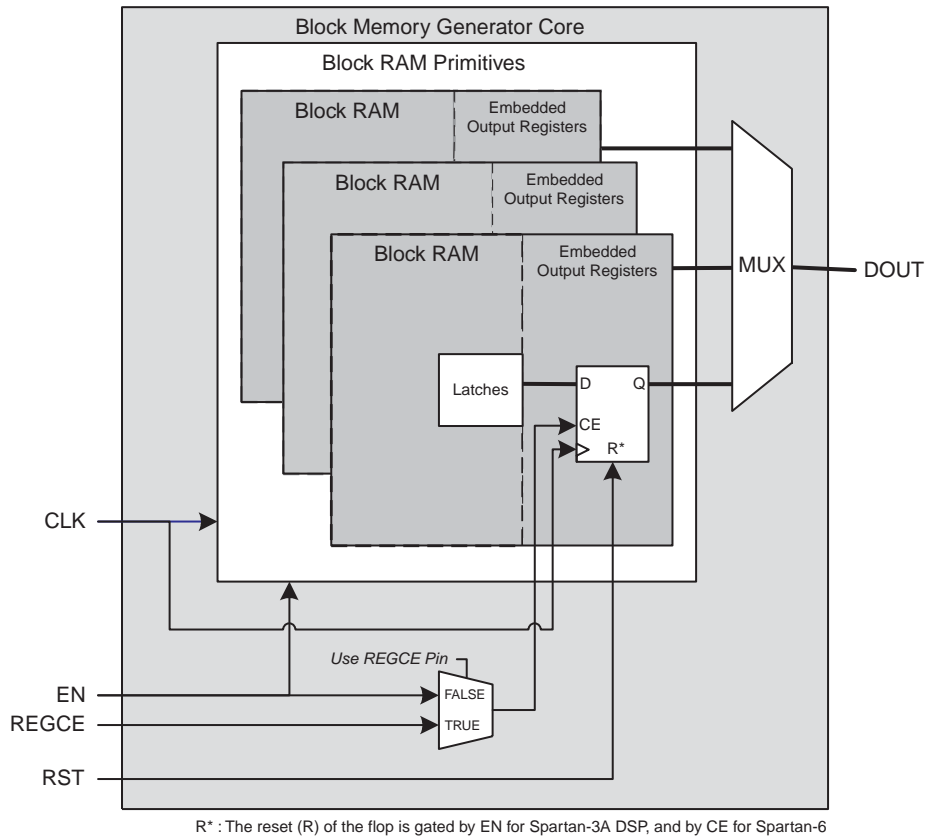 Block Memory Generator Core
Block RAM Primitives
Block RAM
Embedded
Output Registers
Block RAM
Embedded
Output Registers
Block RAM
Embedded
Output Registers
MUX
DOUT
Latches
D
Q
CE
R*
CLK
Use REGCE Pin
EN
FALSE
REGCE
TRUE
RST
R* : The reset (R) of the flop is gated by EN for Spartan-3A DSP, and by CE for Spartan-6